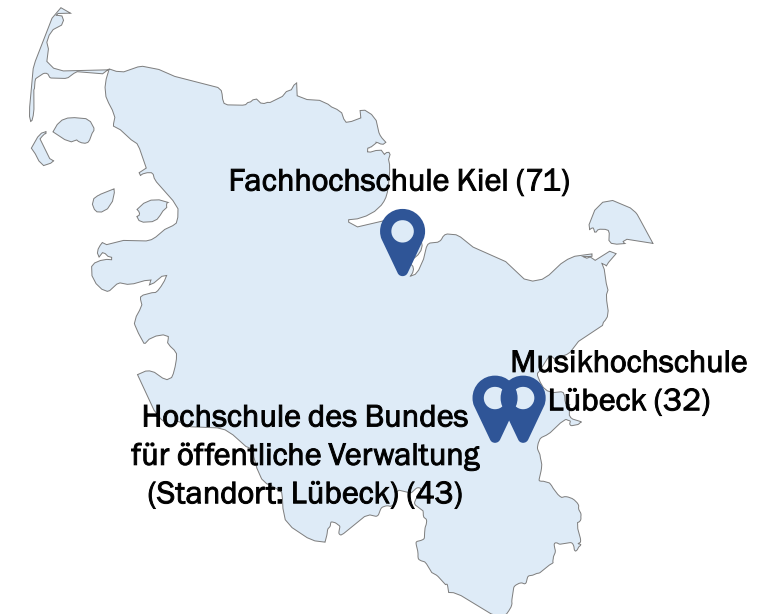 Fachhochschule Kiel (71)
Musikhochschule
Lübeck (32)
Hochschule des Bundes
für öffentliche Verwaltung
(Standort: Lübeck) (43)